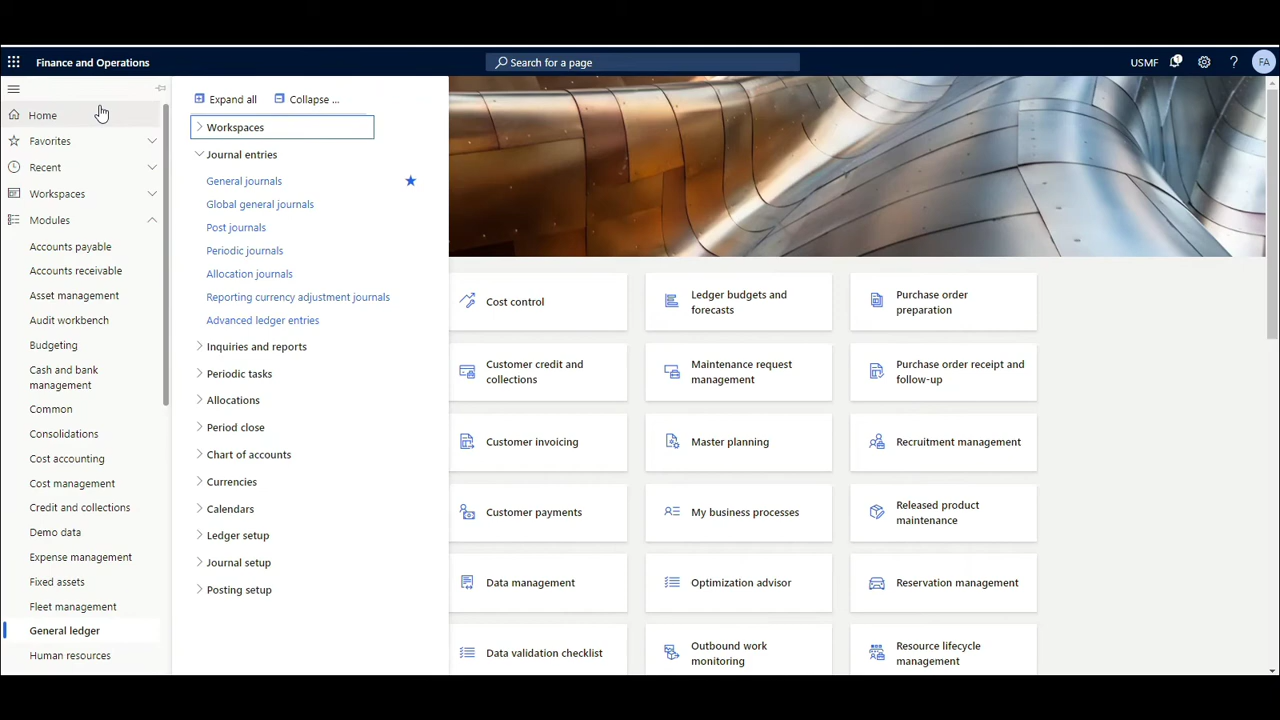 Finance and Operations
Search for a page
USMF
1
FA
Home
Favorites
Recent
Workspaces
Modules
Accounts payable
Accounts receivable
Asset management
Audit workbench
Budgeting
Cash and bank
management
Common
Consolidations
Cost accounting
Cost management
Credit and collections
Demo data
Expense management
Fixed assets
Fleet management
General ledger
Human resources
Expand all
Collapse ...
Workspaces
Journal entries
General journals
Global general journals
Post journals
Periodic journals
Allocation journals
Reporting currency adjustment journals
Advanced ledger entries
Inquiries and reports
Periodic tasks
Allocations
Period close
Chart of accounts
Currencies
Calendars
Ledger setup
Journal setup
Posting setup
Cost control
Ledger budgets and
forecasts
Purchase order
preparation
Customer credit and
collections
Maintenance request
management
Purchase order receipt and
follow-up
Customer invoicing
Master planning
Recruitment management
Customer payments
My business processes
Released product
maintenance
Data management
Optimization advisor
Reservation management
Data validation checklist
Outbound work
monitoring
Resource lifecycle
management